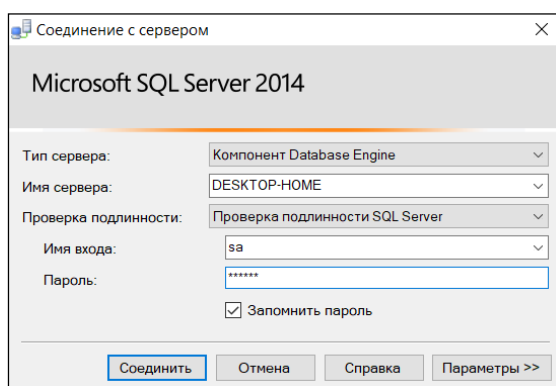 Соединение с сервером
Microsoft SQL Server 2014
Тип сервера: Компонент Database Engine
Имя сервера: DESKTOP-HOME
Проверка подлинности: Проверка подлинности SQL Server
Имя входа: sa
Пароль: ******
Запомнить пароль
Соединить Отмена Справка Параметры >>